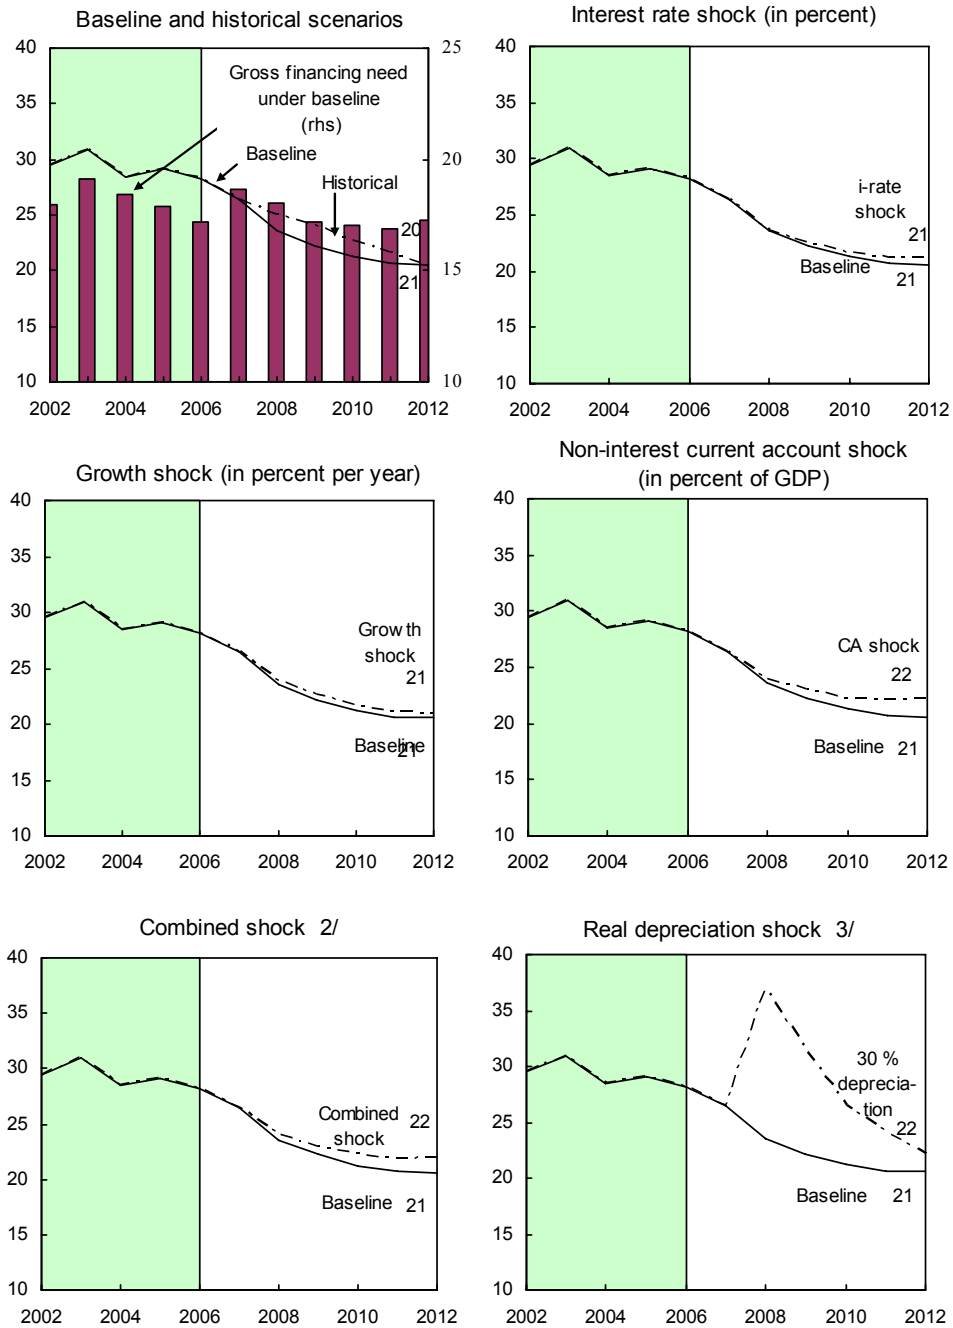 Baseline and historical scenarios
40
35
30
25
20
15
10
25
20
15
10
Gross financing need
under baseline
(rhs)
Baseline
Historical
20
21
2002 2004 2006 2008 2010 2012
Interest rate shock (in percent)
40
35
30
25
20
15
10
i-rate
shock
21
Baseline
21
2002 2004 2006 2008 2010 2012
Growth shock (in percent per year)
40
35
30
25
20
15
10
Growth
shock
21
Baseline
21
2002 2004 2006 2008 2010 2012
Non-interest current account shock
(in percent of GDP)
40
35
30
25
20
15
10
CA shock
22
Baseline 21
2002 2004 2006 2008 2010 2012
Combined shock 2/
40
35
30
25
20
15
10
Combined
shock
22
Baseline 21
2002 2004 2006 2008 2010 2012
Real depreciation shock 3/
40
35
30
25
20
15
10
30 %
deprecia-
tion
22
Baseline 21
2002 2004 2006 2008 2010 2012